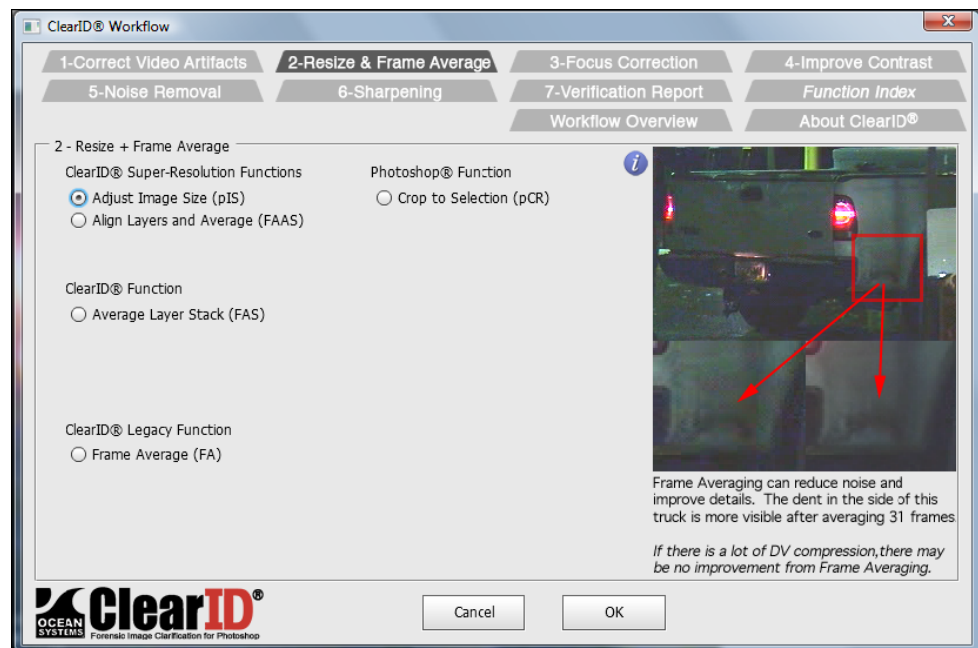 ClearID® Workflow
1-Correct Video Artifacts
2-Resize & Frame Average
3-Focus Correction
4-Improve Contrast
5-Noise Removal
6-Sharpening
7-Verification Report
Function Index
Workflow Overview
About ClearID®
2 - Resize + Frame Average
ClearID® Super-Resolution Functions
Adjust Image Size (pIS)
Align Layers and Average (FAAS)
Photoshop® Function
Crop to Selection (pCR)
ClearID® Function
Average Layer Stack (FAS)
ClearID® Legacy Function
Frame Average (FA)
i
Frame Averaging can reduce noise and
improve details. The dent in the side of this
truck is more visible after averaging 31 frames
If there is a lot of DV compression,there may
be no improvement from Frame Averaging.
OCEAN
SYSTEMS
ClearID®
Forensic Image Clarification for Photoshop
Cancel
OK